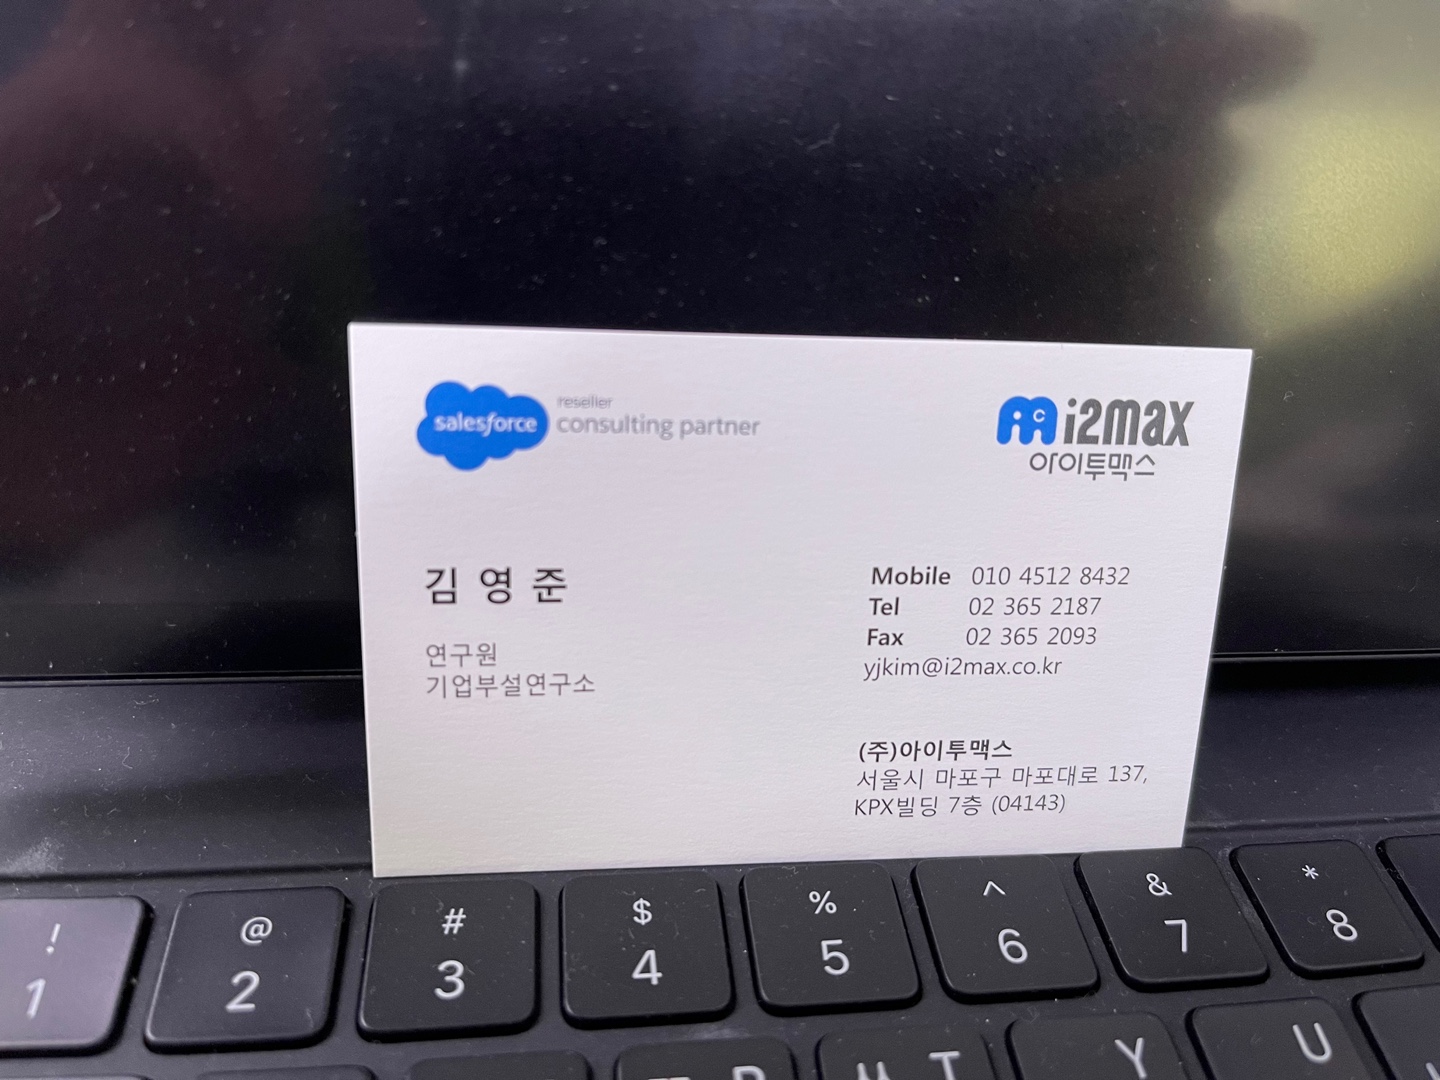 salesforce
reseller
consulting partner
i2max
아이투맥스
김 영 준
연구원
기업부설연구소
Mobile 010 4512 8432
Tel 02 365 2187
Fax 02 365 2093
yjkim@i2max.co.kr
(주)아이투맥스
서울시 마포구 마포대로 137,
KPX빌딩 7층 (04143)
! @ # $ % ^ & *
1 2 3 4 5 6 7 8
T Y U